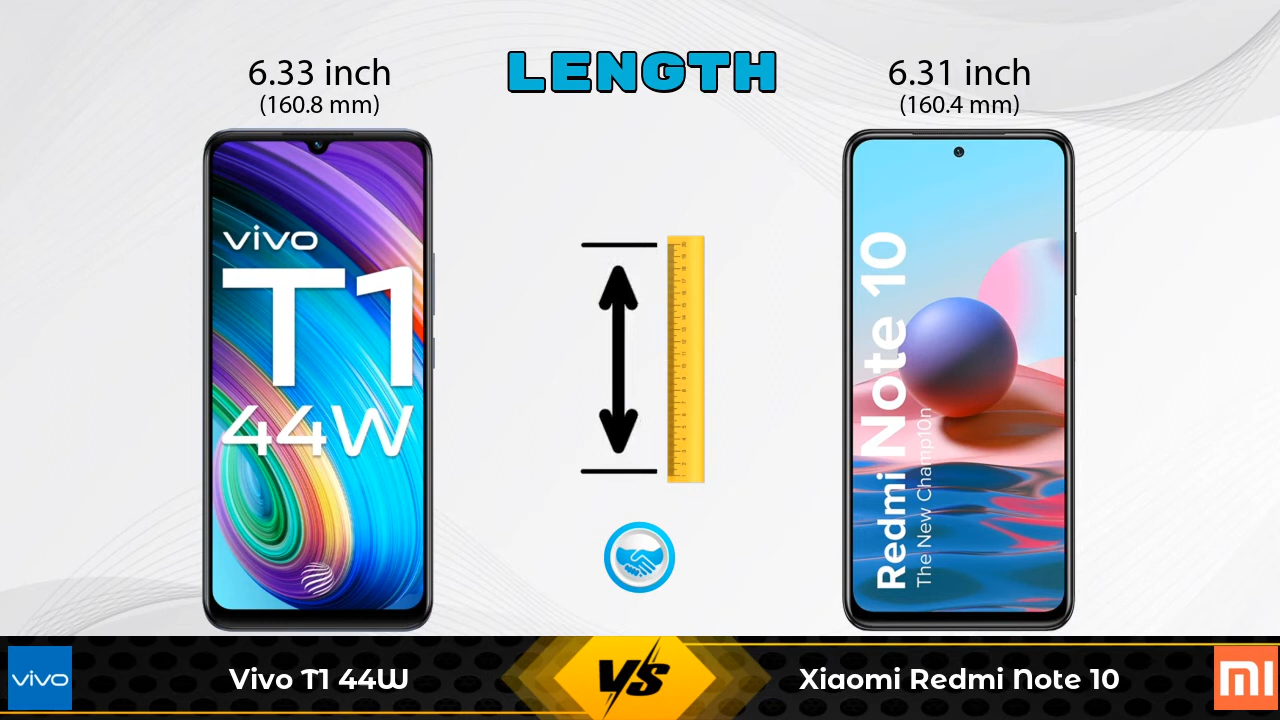 LENGTH
6.33 inch
(160.8 mm)
6.31 inch
(160.4 mm)
vivo
T1
44W
Redmi Note 10
The New Champ10n
vivo
Vivo T1 44W
VS
Xiaomi Redmi Note 10
MI